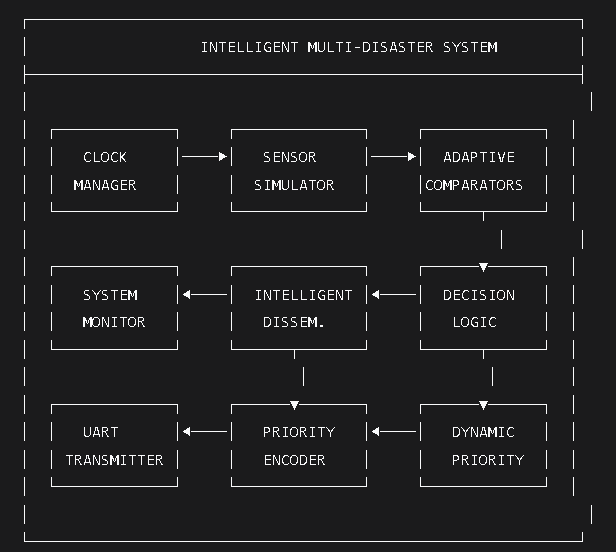 INTELLIGENT MULTI-DISASTER SYSTEM
CLOCK
MANAGER
SENSOR
SIMULATOR
ADAPTIVE
COMPARATORS
SYSTEM
MONITOR
INTELLIGENT
DISSEM.
DECISION
LOGIC
UART
TRANSMITTER
PRIORITY
ENCODER
DYNAMIC
PRIORITY